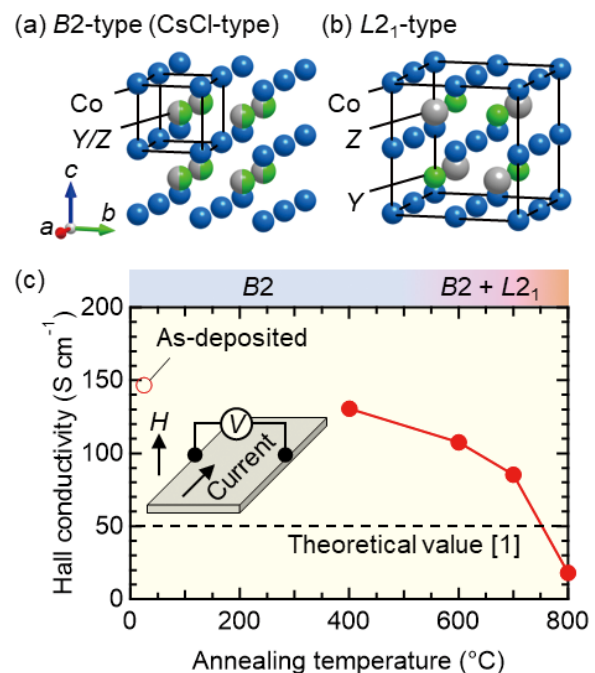 (a) B2-type (CsCl-type)
(b) L2₁-type
Co
Y/Z
c
a
b
Co
Z
Y
(c)
B2
B2 + L2₁
Hall conductivity (S cm⁻¹)
200
150
100
50
0
As-deposited
H
V
Current
Theoretical value [1]
0
200
400
600
800
Annealing temperature (°C)